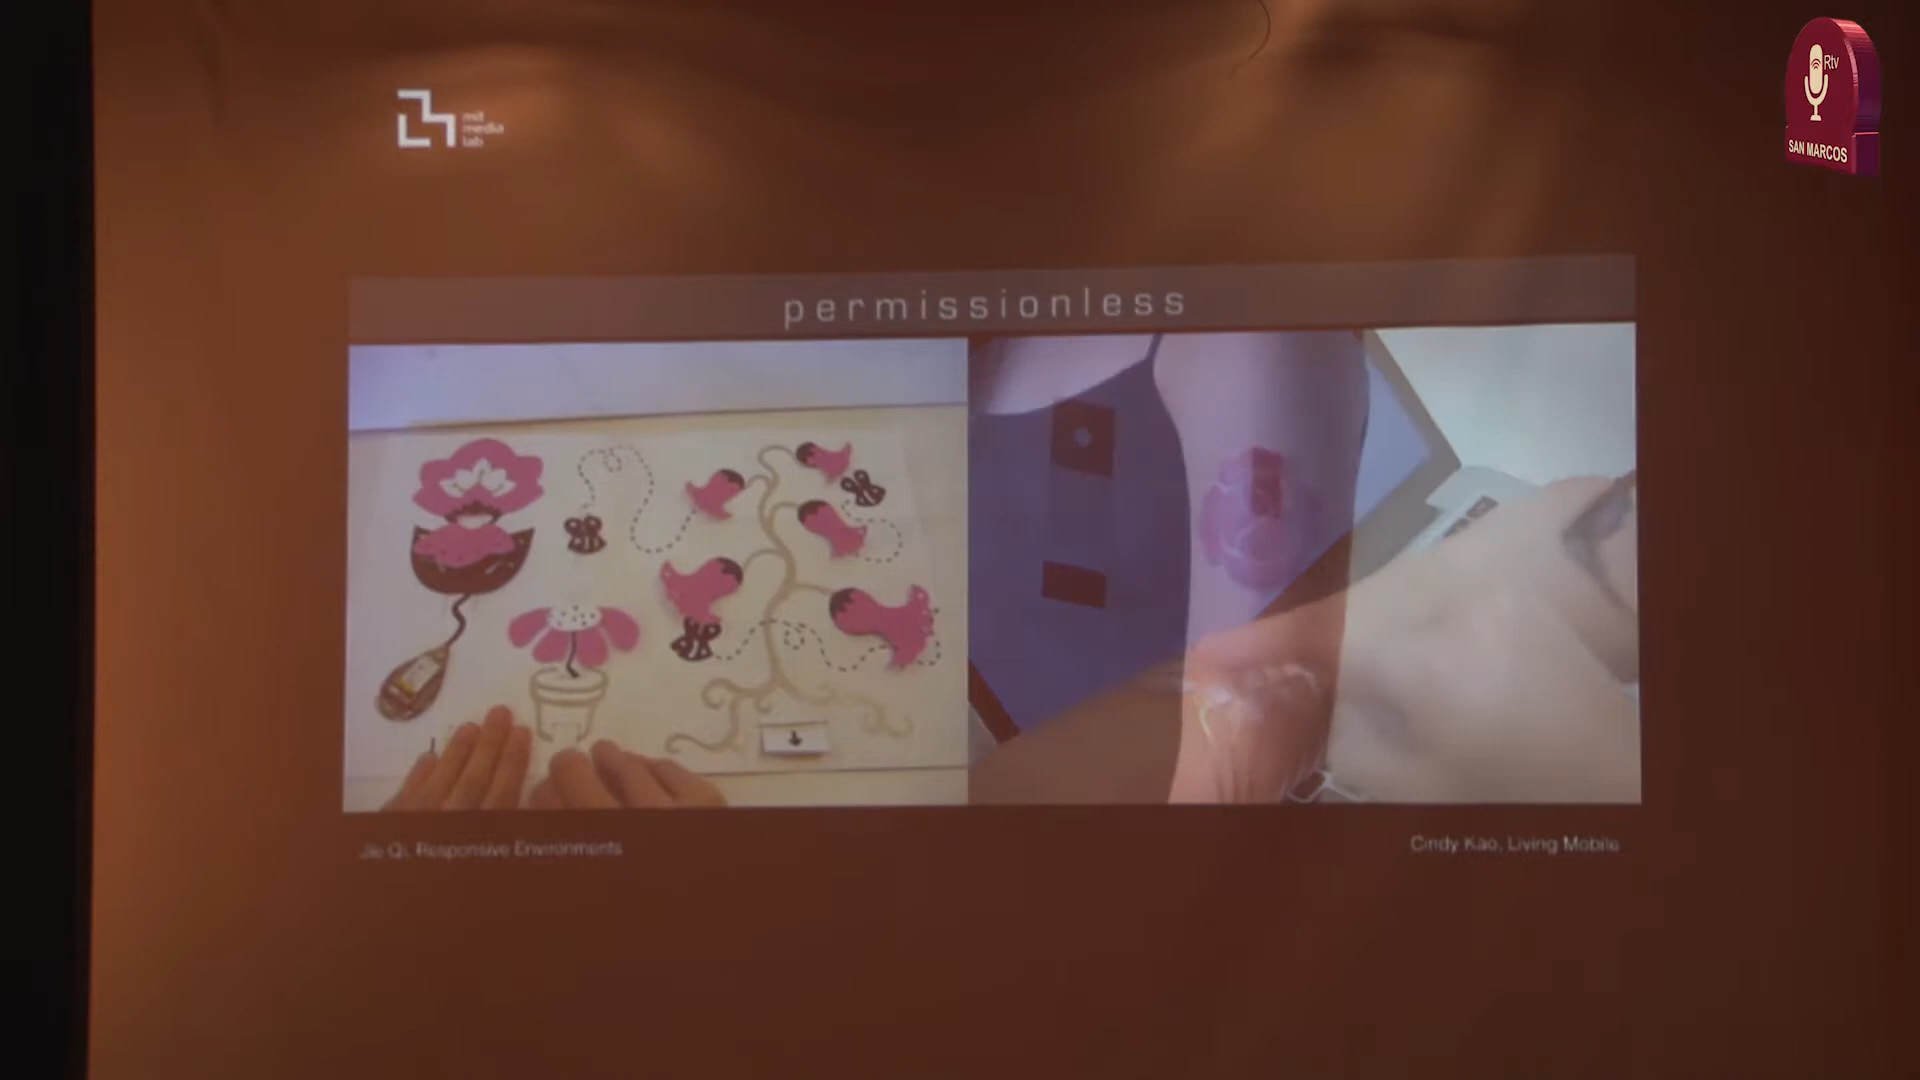 mit
media
lab
Rtv
SAN MARCOS
permissionless
Jie Qi, Responsive Environments
Cindy Kao, Living Mobile